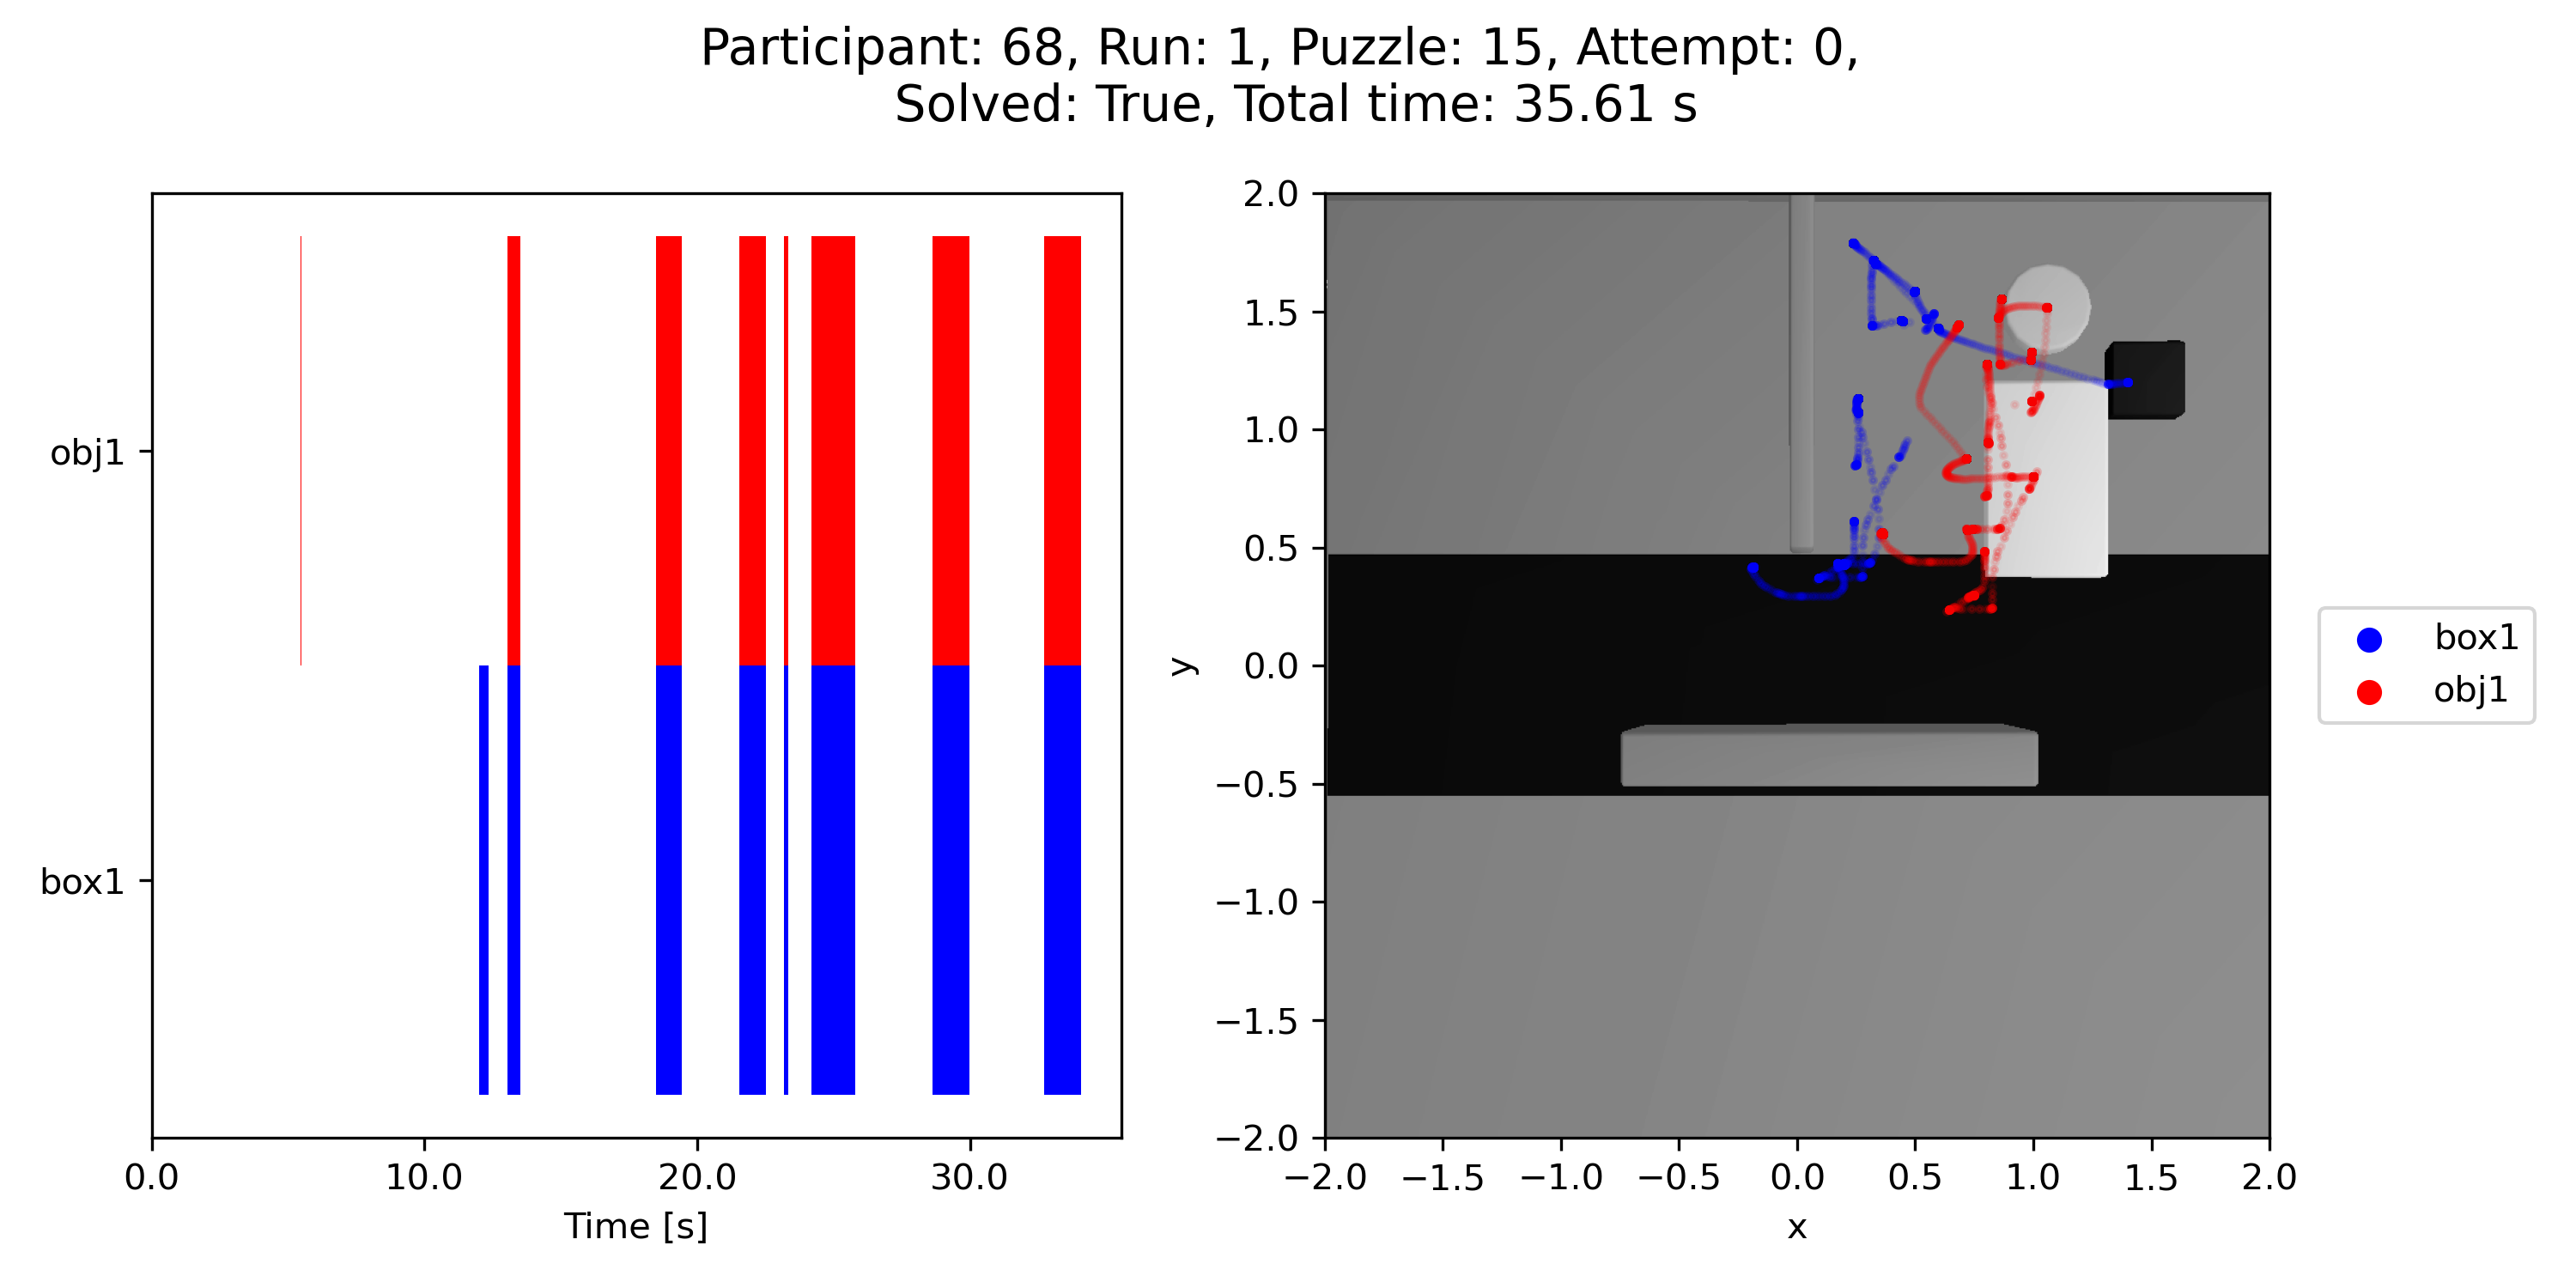 Participant: 68, Run: 1, Puzzle: 15, Attempt: 0,
Solved: True, Total time: 35.61 s
obj1
box1
0.0 10.0 20.0 30.0
Time [s]
2.0
1.5
1.0
0.5
0.0
−0.5
−1.0
−1.5
−2.0
y
−2.0 −1.5 −1.0 −0.5 0.0 0.5 1.0 1.5 2.0
x
box1
obj1